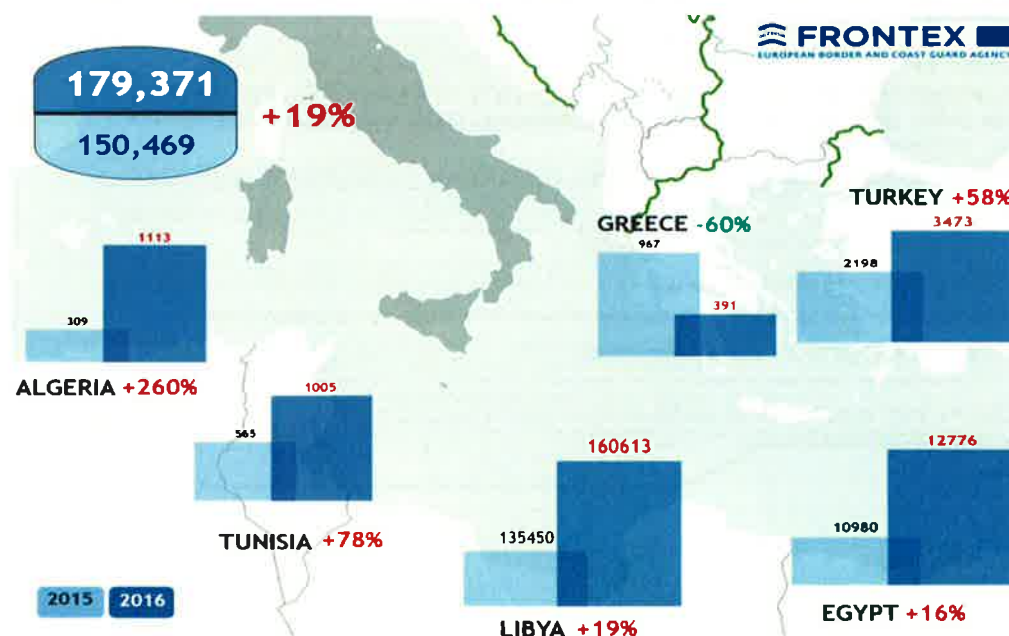 FRONTEX
EUROPEAN BORDER AND COAST GUARD AGENCY
179,371
150,469
+19%
TURKEY +58%
3473
2198
GREECE -60%
967
391
1113
309
ALGERIA +260%
1005
565
TUNISIA +78%
160613
135450
LIBYA +19%
12776
10980
EGYPT +16%
2015 2016